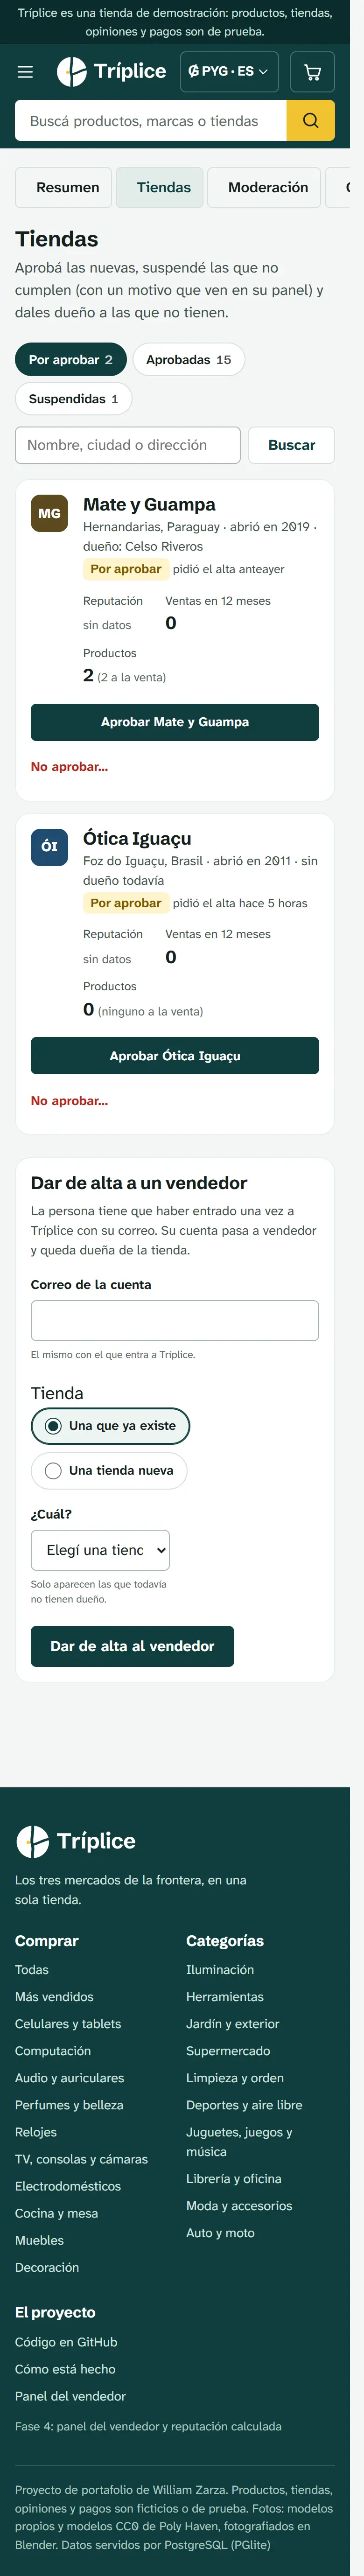 Tríplice es una tienda de demostración: productos, tiendas,
opiniones y pagos son de prueba.
Tríplice
₲ PYG · ES
Buscá productos, marcas o tiendas
Resumen
Tiendas
Moderación
Tiendas
Aprobá las nuevas, suspendé las que no
cumplen (con un motivo que ven en su panel) y
dales dueño a las que no tienen.
Por aprobar 2
Aprobadas 15
Suspendidas 1
Nombre, ciudad o dirección
Buscar
MG
Mate y Guampa
Hernandarias, Paraguay · abrió en 2019 ·
dueño: Celso Riveros
Por aprobar pidió el alta anteayer
Reputación
Ventas en 12 meses
sin datos
0
Productos
2 (2 a la venta)
Aprobar Mate y Guampa
No aprobar...
ÓI
Ótica Iguaçu
Foz do Iguaçu, Brasil · abrió en 2011 · sin
dueño todavía
Por aprobar pidió el alta hace 5 horas
Reputación
Ventas en 12 meses
sin datos
0
Productos
0 (ninguno a la venta)
Aprobar Ótica Iguaçu
No aprobar...
Dar de alta a un vendedor
La persona tiene que haber entrado una vez a
Tríplice con su correo. Su cuenta pasa a vendedor
y queda dueña de la tienda.
Correo de la cuenta
El mismo con el que entra a Tríplice.
Tienda
Una que ya existe
Una tienda nueva
¿Cuál?
Elegí una tienc
Solo aparecen las que todavía
no tienen dueño.
Dar de alta al vendedor
Tríplice
Los tres mercados de la frontera, en una
sola tienda.
Comprar
Todas
Más vendidos
Celulares y tablets
Computación
Audio y auriculares
Perfumes y belleza
Relojes
TV, consolas y cámaras
Electrodomésticos
Cocina y mesa
Muebles
Decoración
Categorías
Iluminación
Herramientas
Jardín y exterior
Supermercado
Limpieza y orden
Deportes y aire libre
Juguetes, juegos y
música
Librería y oficina
Moda y accesorios
Auto y moto
El proyecto
Código en GitHub
Cómo está hecho
Panel del vendedor
Fase 4: panel del vendedor y reputación calculada
Proyecto de portafolio de William Zarza. Productos, tiendas,
opiniones y pagos son ficticios o de prueba. Fotos: modelos
propios y modelos CC0 de Poly Haven, fotografiados en
Blender. Datos servidos por PostgreSQL (PGlite)